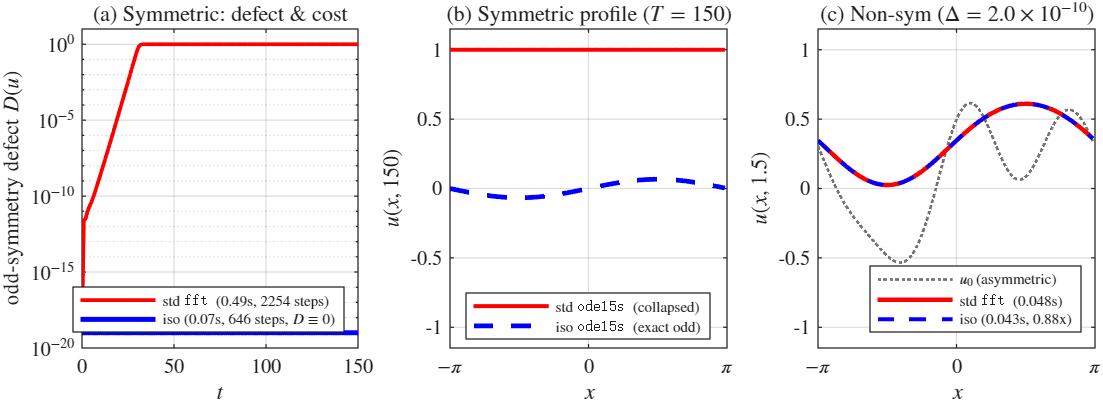 (a) Symmetric: defect & cost
odd-symmetry defect D(u)
10⁰
10⁻⁵
10⁻¹⁰
10⁻¹⁵
10⁻²⁰
std fft (0.49s, 2254 steps)
iso (0.07s, 646 steps, D ≡ 0)
0 50 100 150
t
(b) Symmetric profile (T = 150)
u(x, 150)
1
0.5
0
-0.5
-1
std ode15s (collapsed)
iso ode15s (exact odd)
−π 0 π
x
(c) Non-sym (Δ = 2.0 × 10⁻¹⁰)
u(x, 1.5)
1
0.5
0
-0.5
-1
u₀ (asymmetric)
std fft (0.048s)
iso (0.043s, 0.88x)
−π 0 π
x